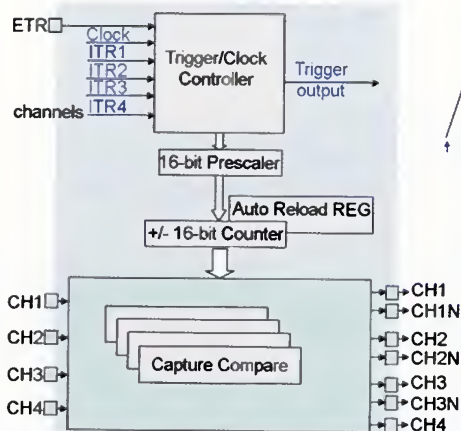 ETR
Clock
ITR1
ITR2
ITR3
channels ITR4
Trigger/Clock
Controller
Trigger
output
16-bit Prescaler
Auto Reload REG
+/- 16-bit Counter
CH1
CH2
CH3
CH4
Capture Compare
CH1
CH1N
CH2
CH2N
CH3
CH3N
CH4